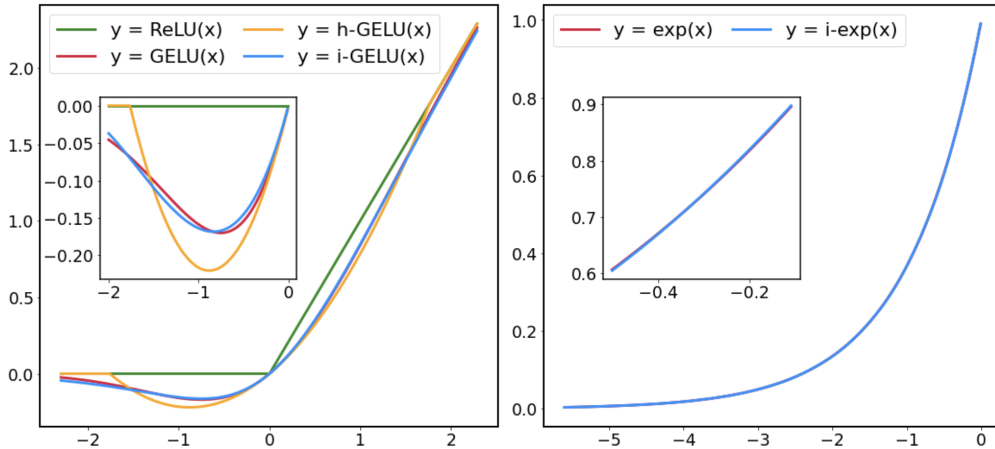 y = ReLU(x)
y = h-GELU(x)
y = GELU(x)
y = i-GELU(x)
2.0
1.5
1.0
0.5
0.0
0.00
−0.05
−0.10
−0.15
−0.20
−2 −1 0
−2 −1 0 1 2
y = exp(x)
y = i-exp(x)
1.0
0.8
0.6
0.4
0.2
0.0
0.9
0.8
0.7
0.6
−0.4 −0.2
−5 −4 −3 −2 −1 0